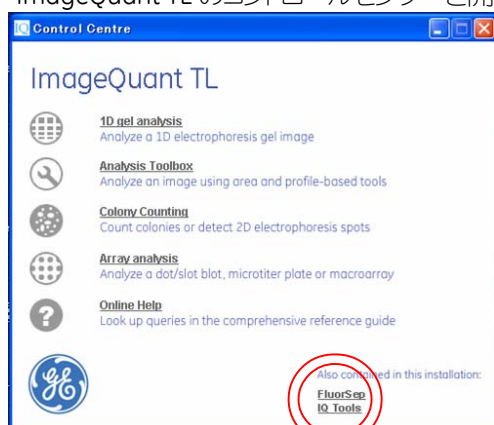 ImageQuant TL のコントロールセンターを開
Control Centre
ImageQuant TL
1D gel analysis
Analyze a 1D electrophoresis gel image
Analysis Toolbox
Analyze an image using area and profile-based tools
Colony Counting
Count colonies or detect 2D electrophoresis spots
Array analysis
Analyze a dot/slot blot, microtiter plate or macroarray
Online Help
Look up queries in the comprehensive reference guide
Also contained in this installation:
FluorSep
IQ Tools